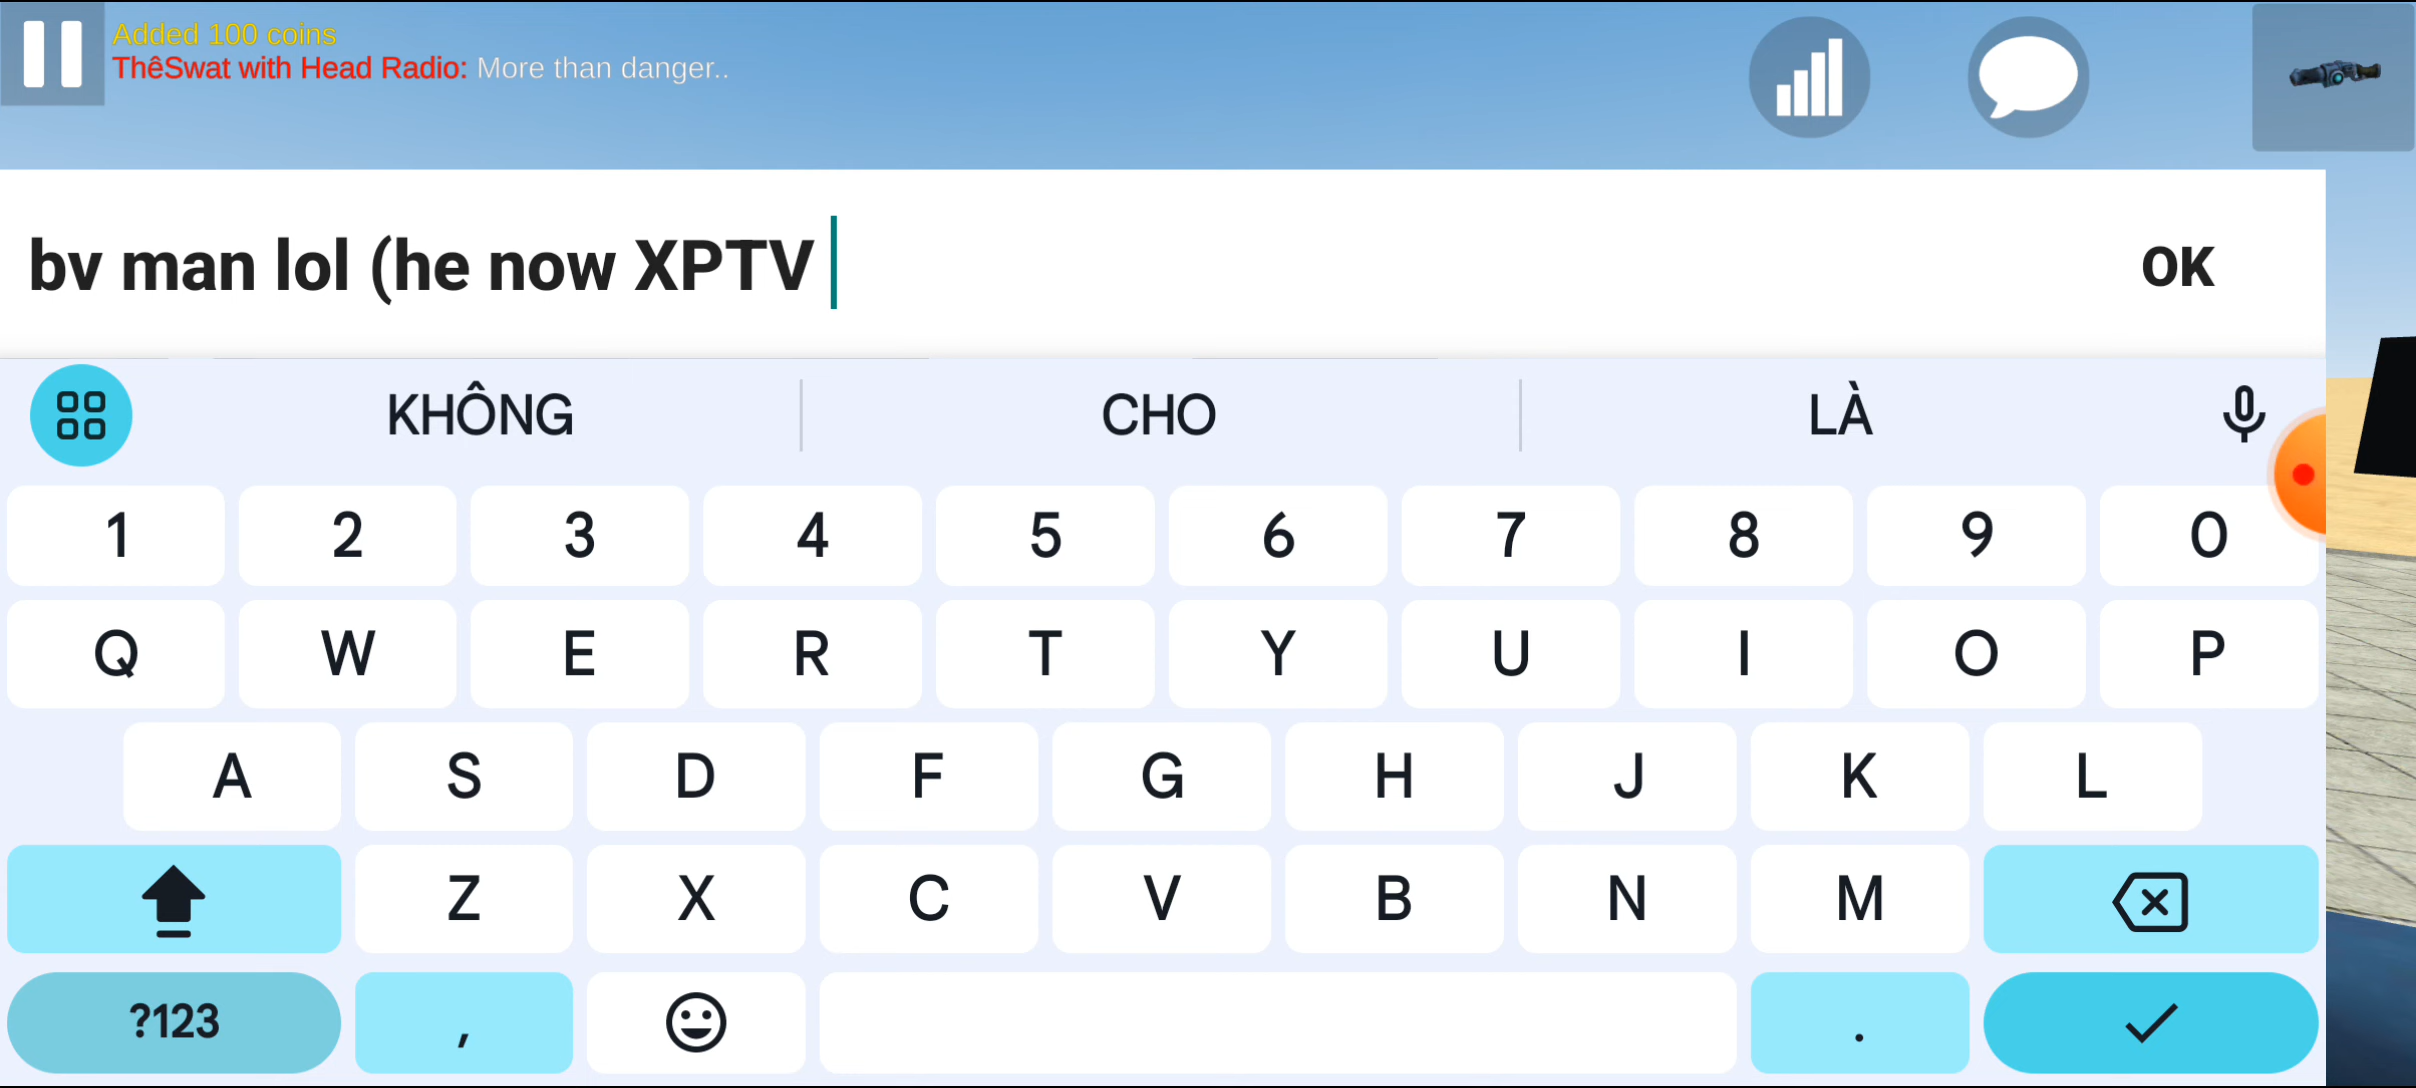 Added 100 coins
ThêSwat with Head Radio: More than danger..
bv man lol (he now XPTV
OK
KHÔNG CHO LÀ
1 2 3 4 5 6 7 8 9 0
Q W E R T Y U I O P
A S D F G H J K L
Z X C V B N M
?123 , .